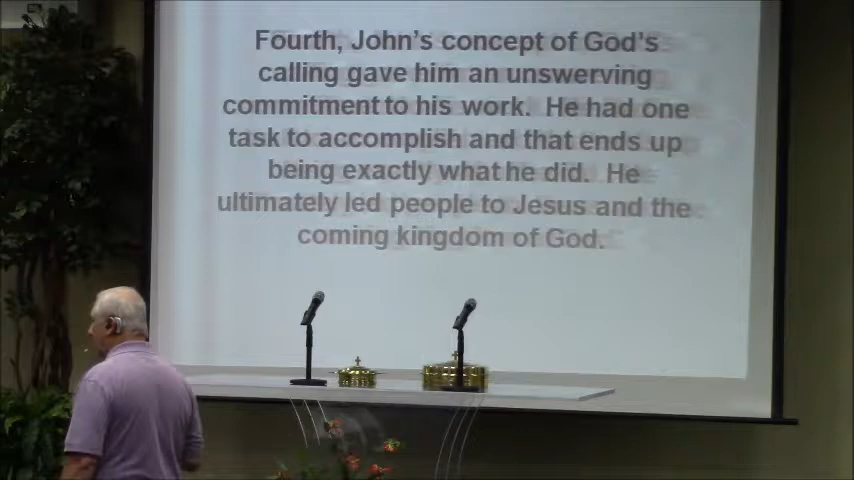 Fourth, John's concept of God's
calling gave him an unswerving
commitment to his work. He had one
task to accomplish and that ends up
being exactly what he did. He
ultimately led people to Jesus and the
coming kingdom of God.